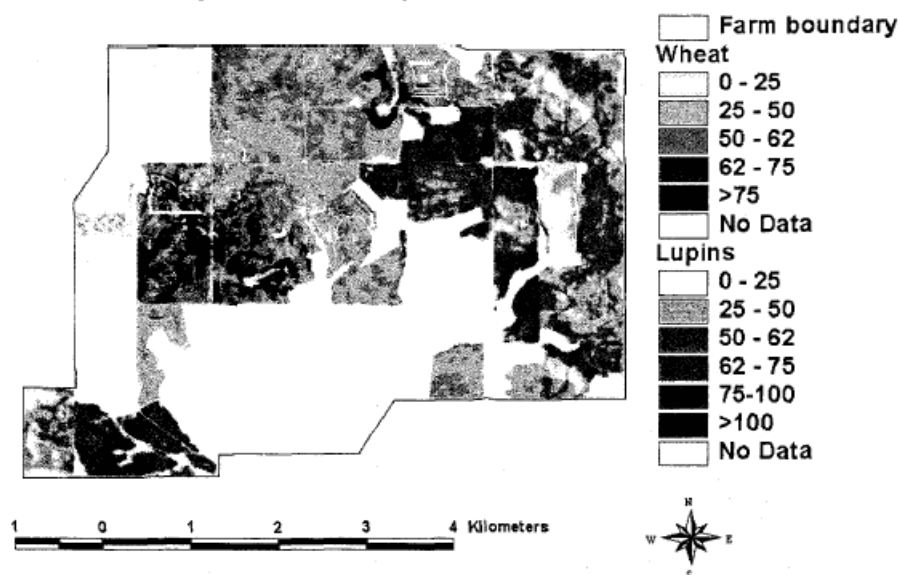 Farm boundary
Wheat
0 - 25
25 - 50
50 - 62
62 - 75
>75
No Data
Lupins
0 - 25
25 - 50
50 - 62
62 - 75
75-100
>100
No Data
1 0 1 2 3 4 Kilometers
N
W E
S